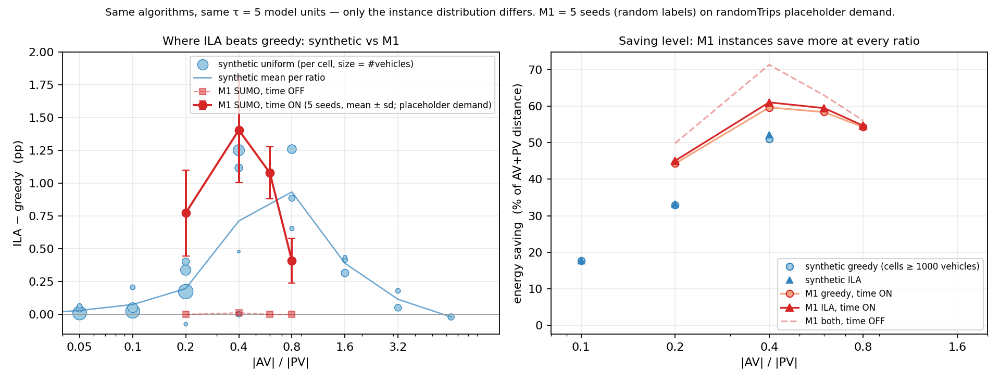 Same algorithms, same τ = 5 model units — only the instance distribution differs. M1 = 5 seeds (random labels) on randomTrips placeholder demand.
Where ILA beats greedy: synthetic vs M1
ILA − greedy (pp)
2.00
1.75
1.50
1.25
1.00
0.75
0.50
0.25
0.00
synthetic uniform (per cell, size = #vehicles)
synthetic mean per ratio
M1 SUMO, time OFF
M1 SUMO, time ON (5 seeds, mean ± sd; placeholder demand)
0.05 0.1 0.2 0.4 0.8 1.6 3.2
|AV| / |PV|
Saving level: M1 instances save more at every ratio
energy saving (% of AV+PV distance)
70
60
50
40
30
20
10
0
synthetic greedy (cells ≥ 1000 vehicles)
synthetic ILA
M1 greedy, time ON
M1 ILA, time ON
M1 both, time OFF
0.1 0.2 0.4 0.8 1.6
|AV| / |PV|